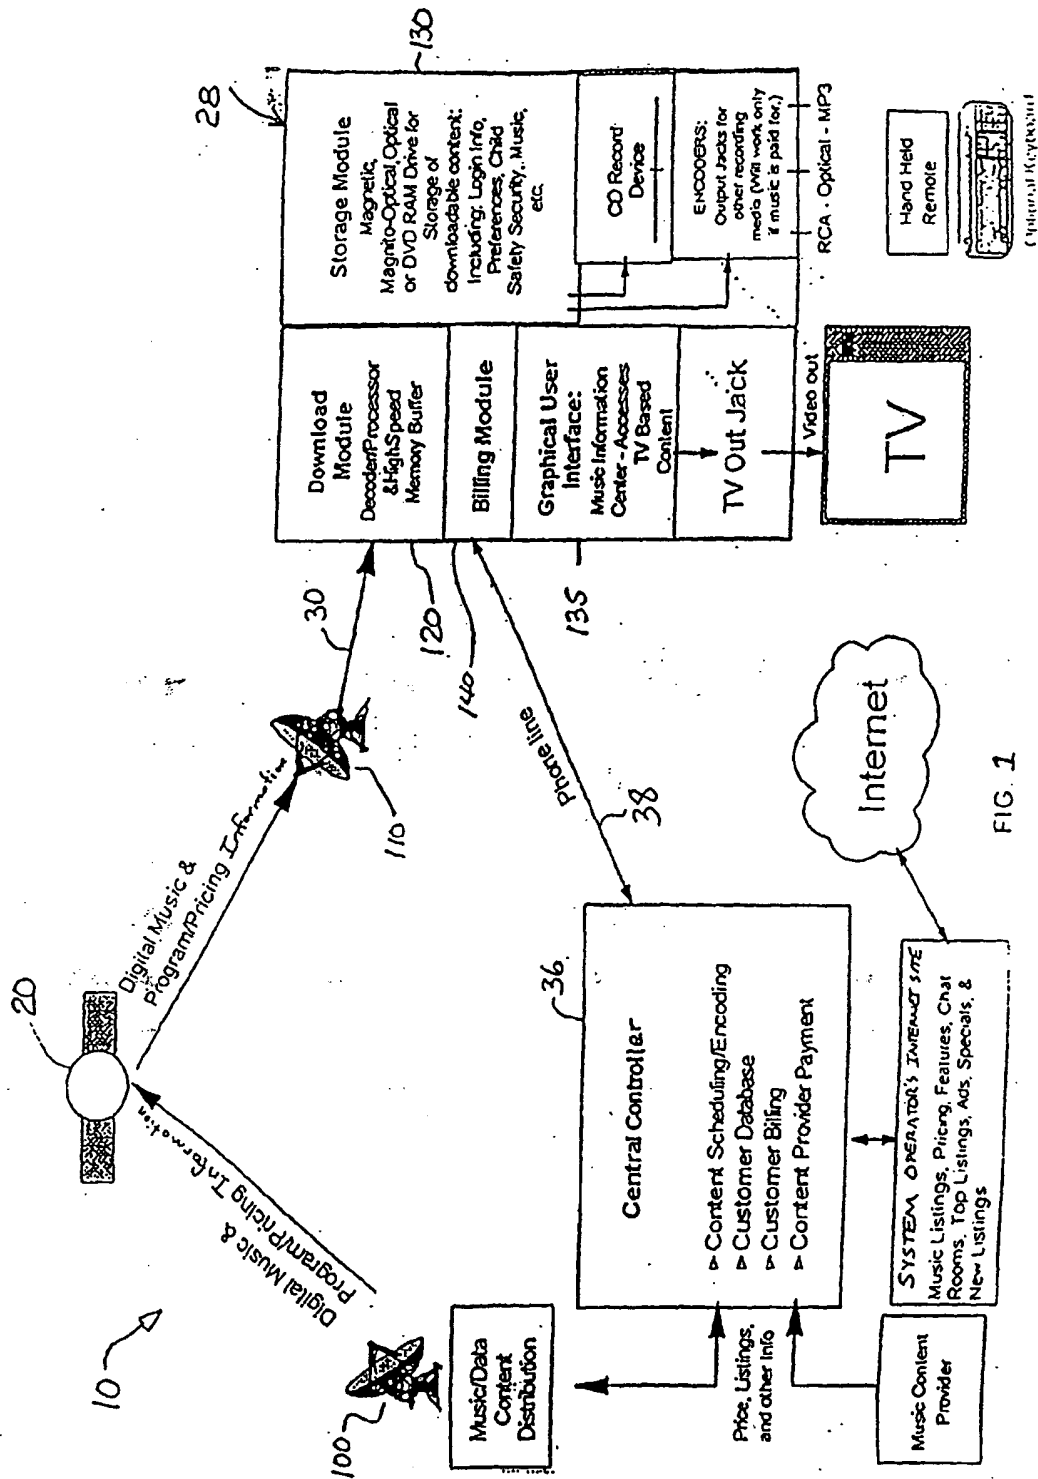 10
20
Digital Music &
Program/Pricing Information
Digital Music &
Program/Pricing Information
100
110
30
Music/Data
Content
Distribution
Price, Listings,
and other Info
Music Content
Provider
36
Central Controller
Content Scheduling/Encoding
Customer Database
Customer Billing
Content Provider Payment
SYSTEM OPERATOR'S INTERNET SITE
Music Listings, Pricing, Features, Chat
Rooms, Top Listings, Ads, Specials, &
New Listings
Internet
Phone line
38
28
120
140
135
130
Download
Module
Decoder/Processor
&HighSpeed
Memory Buffer
Billing Module
Graphical User
Interface:
Music Information
Center - Accesses
TV Based
Content
TV Out Jack
Video out
TV
Storage Module
Magnetic,
Magnito-Optical, Optical
or DVD RAM Drive for
Storage of
downloadable content:
Including: Login Info,
Preferences, Child
Safety Security, Music,
etc.
CD Record
Device
ENCODERS:
Output Jacks for
other recording
media (Will work only
if music is paid for.)
RCA - Optical - MP3
Hand Held
Remote
Optional Keyboard
FIG. 1